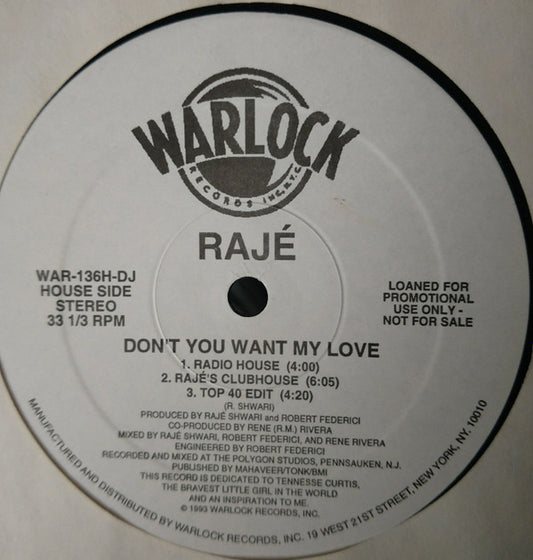 WARLOCK
RECORDS INC. N.Y.C.
RAJÉ
WAR-136H-DJ
HOUSE SIDE
STEREO
33 1/3 RPM
LOANED FOR
PROMOTIONAL
USE ONLY -
NOT FOR SALE
DON'T YOU WANT MY LOVE
1. RADIO HOUSE (4:00)
2. RAJÉ'S CLUBHOUSE (6:05)
3. TOP 40 EDIT (4:20)
(R. SHWARI)
PRODUCED BY RAJÉ SHWARI and ROBERT FEDERICI
CO-PRODUCED BY RENE (R.M.) RIVERA
MIXED BY RAJÉ SHWARI, ROBERT FEDERICI, AND RENE RIVERA
ENGINEERED BY ROBERT FEDERICI
RECORDED AND MIXED AT THE POLYGON STUDIOS, PENNSAUKEN, N.J.
PUBLISHED BY MAHAVEER/TONK/BMI
THIS RECORD IS DEDICATED TO TENNESSE CURTIS,
THE BRAVEST LITTLE GIRL IN THE WORLD
AND AN INSPIRATION TO ME
© 1993 WARLOCK RECORDS, INC.
MANUFACTURED AND DISTRIBUTED BY WARLOCK RECORDS, INC. 19 WEST 21ST STREET, NEW YORK, NY. 10010